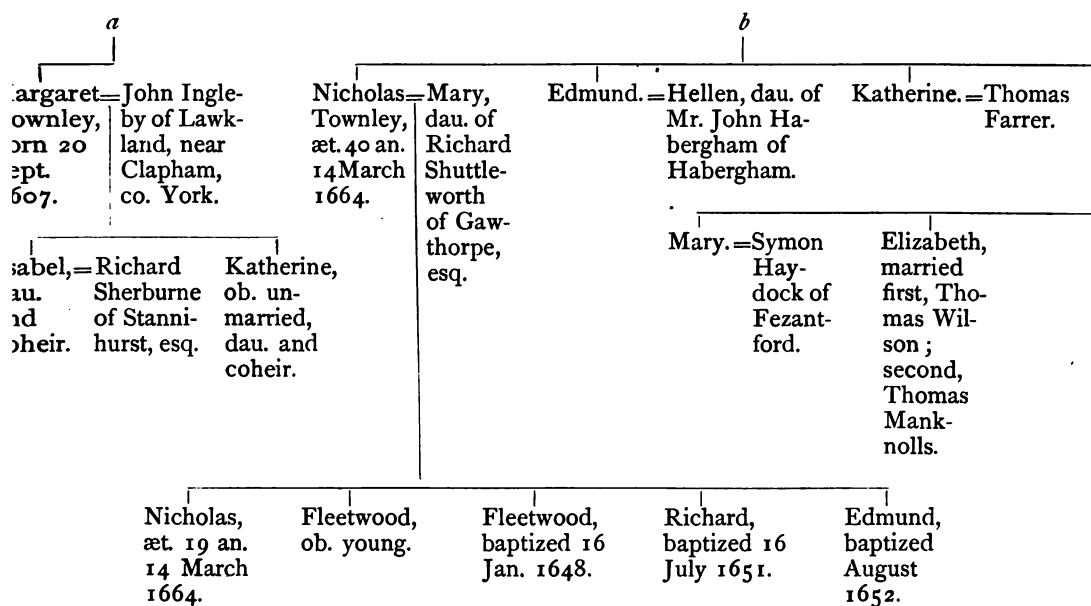 a
b
argaret=John Ingle-
ownley, by of Lawk-
orn 20 land, near
ept. Clapham,
607. co. York.
Nicholas=Mary,
Townley, dau. of
æt. 40 an. Richard
14 March Shuttle-
1664. worth
of Gaw-
thorpe,
esq.
Edmund.=Hellen, dau. of
Mr. John Ha-
bergham of
Habergham.
Katherine.=Thomas
Farrer.
sabel,=Richard
au. Sherburne
nd of Stanni-
oheir. hurst, esq.
Katherine,
ob. un-
married,
dau. and
coheir.
Mary.=Symon
Hay-
dock of
Fezant-
ford.
Elizabeth,
married
first, Tho-
mas Wil-
son;
second,
Thomas
Mank-
nolls.
Nicholas,
æt. 19 an.
14 March
1664.
Fleetwood,
ob. young.
Fleetwood,
baptized 16
Jan. 1648.
Richard,
baptized 16
July 1651.
Edmund,
baptized
August
1652.